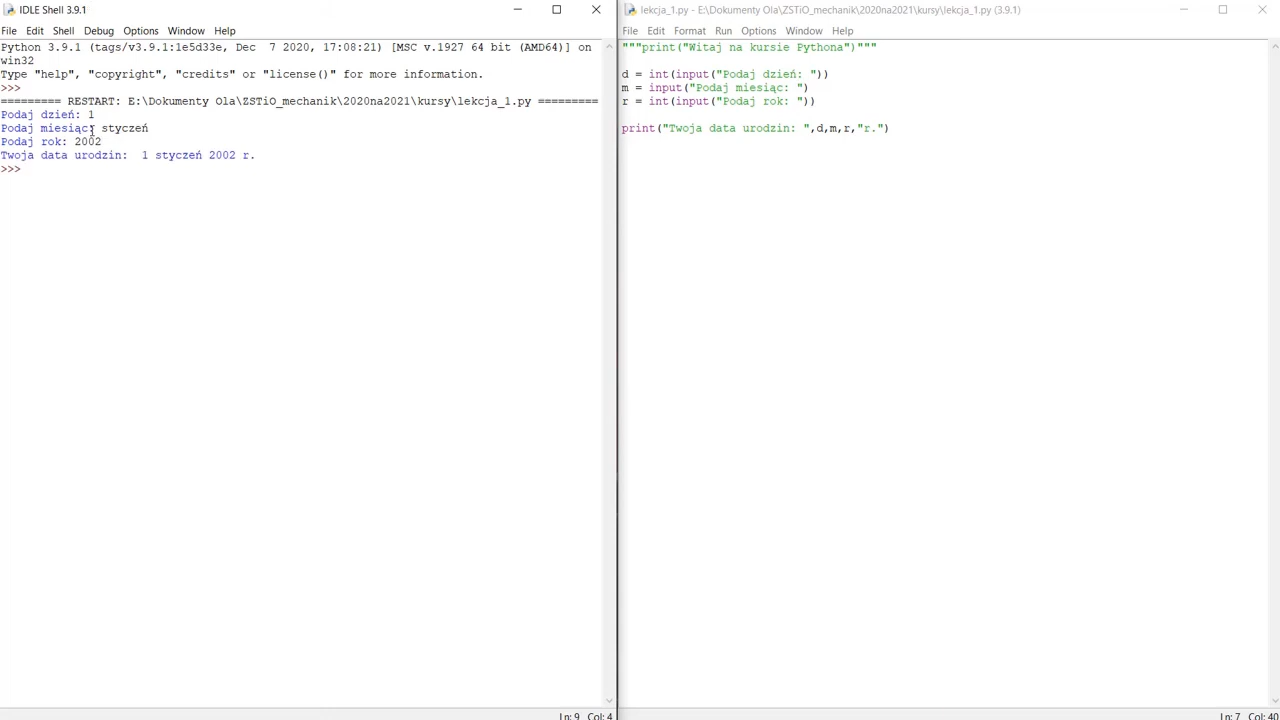 IDLE Shell 3.9.1
File Edit Shell Debug Options Window Help
Python 3.9.1 (tags/v3.9.1:1e5d33e, Dec  7 2020, 17:08:21) [MSC v.1927 64 bit (AMD64)] on
win32
Type "help", "copyright", "credits" or "license()" for more information.
>>>
========= RESTART: E:\Dokumenty Ola\ZSTiO_mechanik\2020na2021\kursy\lekcja_1.py =========
Podaj dzień: 1
Podaj miesiąc: styczeń
Podaj rok: 2002
Twoja data urodzin:  1 styczeń 2002 r.
>>>
Ln: 9 Col: 4
lekcja_1.py - E:\Dokumenty Ola\ZSTiO_mechanik\2020na2021\kursy\lekcja_1.py (3.9.1)
File Edit Format Run Options Window Help
"""print("Witaj na kursie Pythona")"""
d = int(input("Podaj dzień: "))
m = input("Podaj miesiąc: ")
r = int(input("Podaj rok: "))
print("Twoja data urodzin: ",d,m,r,"r.")
Ln: 7 Col: 40